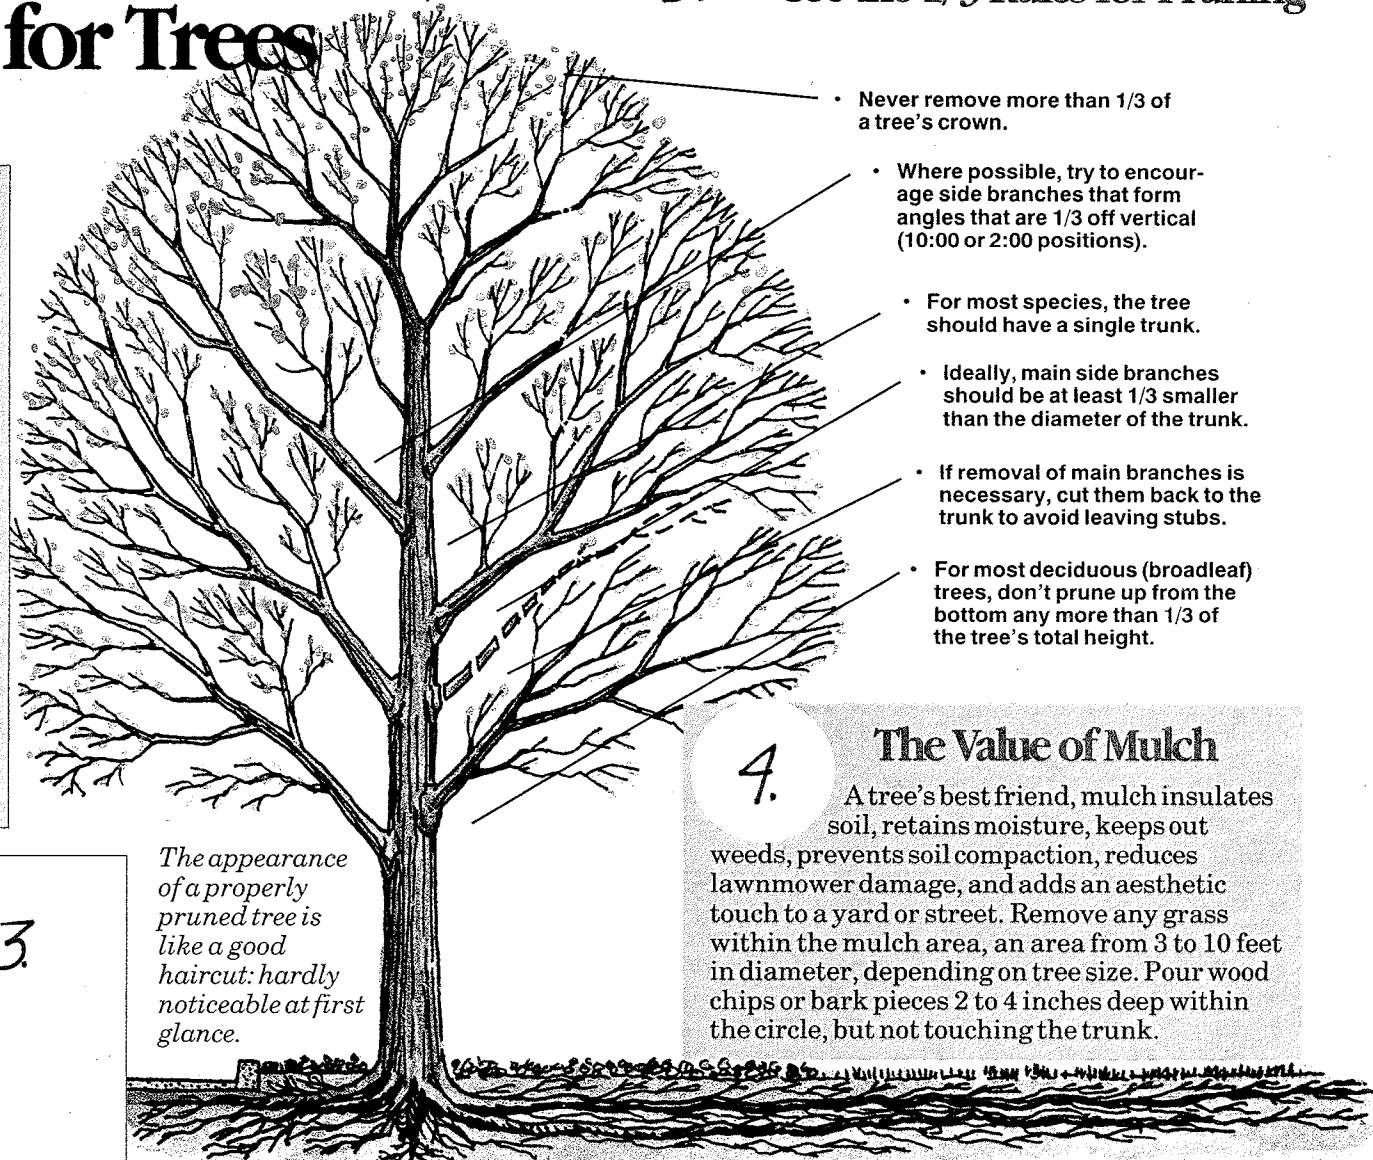 the 1/3 Rules for Pruning
for Trees
• Never remove more than 1/3 of
a tree's crown.
• Where possible, try to encour-
age side branches that form
angles that are 1/3 off vertical
(10:00 or 2:00 positions).
• For most species, the tree
should have a single trunk.
• Ideally, main side branches
should be at least 1/3 smaller
than the diameter of the trunk.
• If removal of main branches is
necessary, cut them back to the
trunk to avoid leaving stubs.
• For most deciduous (broadleaf)
trees, don't prune up from the
bottom any more than 1/3 of
the tree's total height.
4.
The Value of Mulch
A tree's best friend, mulch insulates
soil, retains moisture, keeps out
weeds, prevents soil compaction, reduces
lawnmower damage, and adds an aesthetic
touch to a yard or street. Remove any grass
within the mulch area, an area from 3 to 10 feet
in diameter, depending on tree size. Pour wood
chips or bark pieces 2 to 4 inches deep within
the circle, but not touching the trunk.
The appearance
of a properly
pruned tree is
like a good
haircut: hardly
noticeable at first
glance.
3.